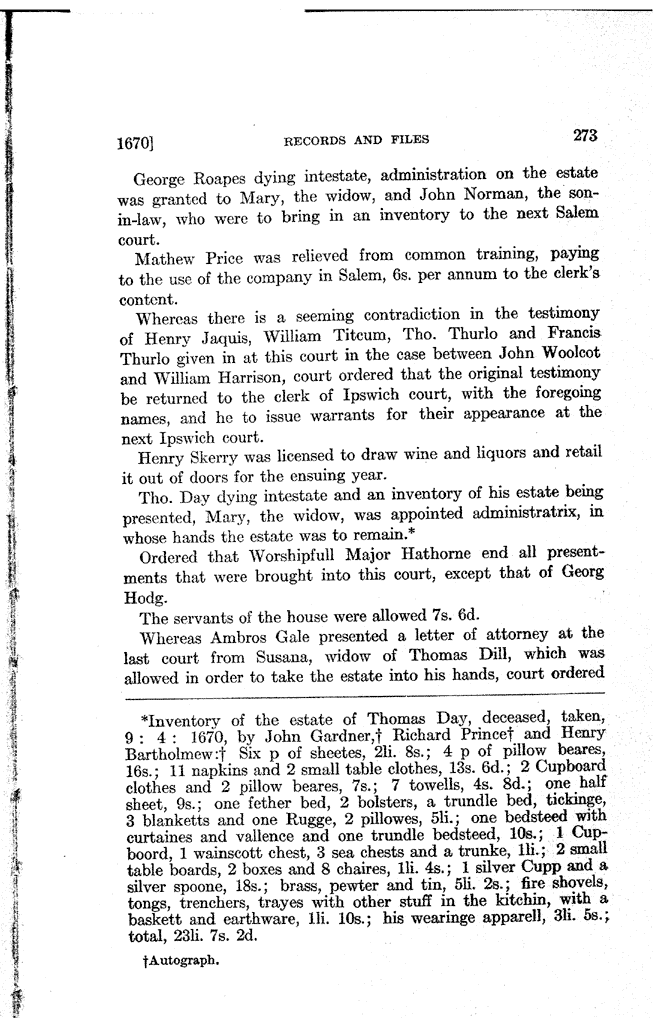 1670] RECORDS AND FILES 273
George Roapes dying intestate, administration on the estate
was granted to Mary, the widow, and John Norman, the son-
in-law, who were to bring in an inventory to the next Salem
court.
Mathew Price was relieved from common training, paying
to the use of the company in Salem, 6s. per annum to the clerk's
content.
Whereas there is a seeming contradiction in the testimony
of Henry Jaquis, William Titcum, Tho. Thurlo and Francis
Thurlo given in at this court in the case between John Woolcot
and William Harrison, court ordered that the original testimony
be returned to the clerk of Ipswich court, with the foregoing
names, and he to issue warrants for their appearance at the
next Ipswich court.
Henry Skerry was licensed to draw wine and liquors and retail
it out of doors for the ensuing year.
Tho. Day dying intestate and an inventory of his estate being
presented, Mary, the widow, was appointed administratrix, in
whose hands the estate was to remain.*
Ordered that Worshipfull Major Hathorne end all present-
ments that were brought into this court, except that of Georg
Hodg.
The servants of the house were allowed 7s. 6d.
Whereas Ambros Gale presented a letter of attorney at the
last court from Susana, widow of Thomas Dill, which was
allowed in order to take the estate into his hands, court ordered
*Inventory of the estate of Thomas Day, deceased, taken,
9 : 4 : 1670, by John Gardner,† Richard Prince† and Henry
Bartholmew:† Six p of sheetes, 2li. 8s.; 4 p of pillow beares,
16s.; 11 napkins and 2 small table clothes, 13s. 6d.; 2 Cupboard
clothes and 2 pillow beares, 7s.; 7 towells, 4s. 8d.; one half
sheet, 9s.; one fether bed, 2 bolsters, a trundle bed, tickinge,
3 blanketts and one Rugge, 2 pillowes, 5li.; one bedsteed with
curtaines and vallence and one trundle bedsteed, 10s.; 1 Cup-
boord, 1 wainscott chest, 3 sea chests and a trunke, 1li.; 2 small
table boards, 2 boxes and 8 chaires, 1li. 4s.; 1 silver Cupp and a
silver spoone, 18s.; brass, pewter and tin, 5li. 2s.; fire shovels,
tongs, trenchers, trayes with other stuff in the kitchin, with a
baskett and earthware, 1li. 10s.; his wearinge apparell, 3li. 5s.;
total, 23li. 7s. 2d.
†Autograph.